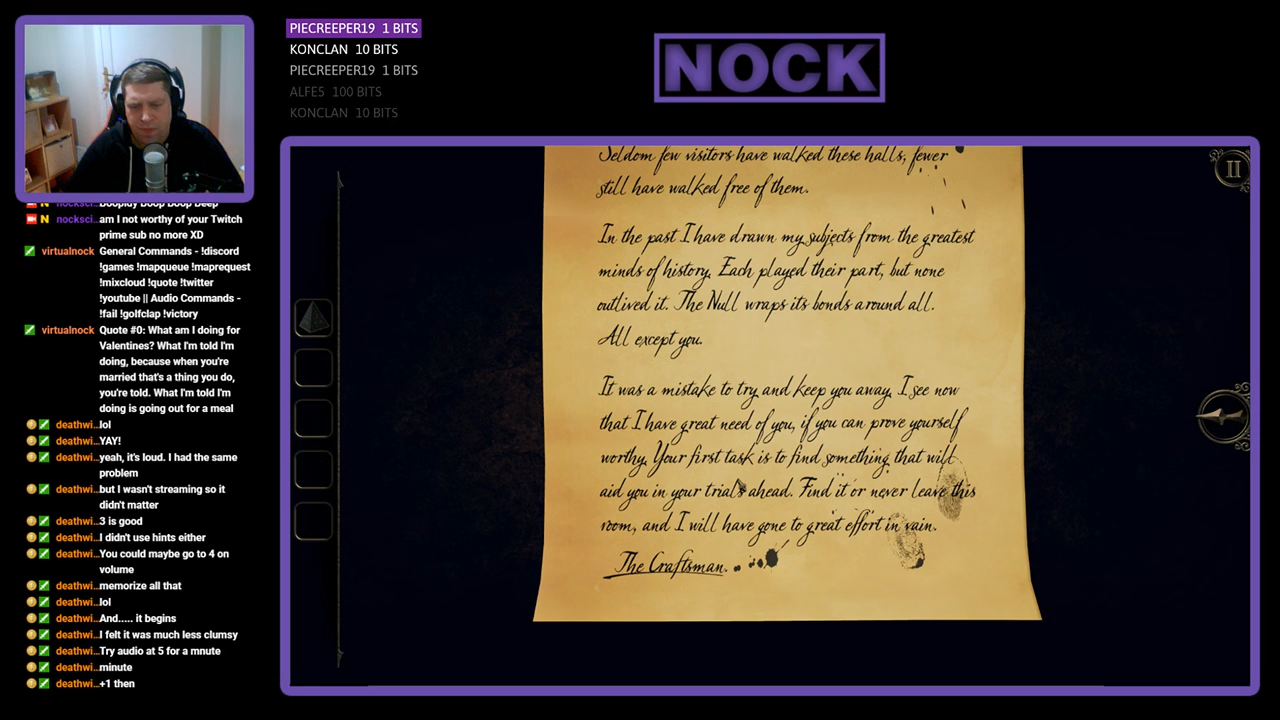 PIECREEPER19 1 BITS
KONCLAN 10 BITS
PIECREEPER19 1 BITS
ALFES 100 BITS
KONCLAN 10 BITS
NOCK
nocksci... Boopidy Boop Boop Beep
nocksci... am I not worthy of your Twitch
prime sub no more XD
virtualnock General Commands - !discord
!games !mapqueue !maprequest
!mixcloud !quote !twitter
!youtube || Audio Commands -
!fail !golfclap !victory
virtualnock Quote #0: What am I doing for
Valentines? What I'm told I'm
doing, because when you're
married that's a thing you do,
you're told. What I'm told I'm
doing is going out for a meal
deathwi... lol
deathwi... YAY!
deathwi... yeah, it's loud. I had the same
problem
deathwi... but I wasn't streaming so it
didn't matter
deathwi... 3 is good
deathwi... I didn't use hints either
deathwi... You could maybe go to 4 on
volume
deathwi... memorize all that
deathwi... lol
deathwi... And..... it begins
deathwi... I felt it was much less clumsy
deathwi... Try audio at 5 for a mnute
deathwi... minute
deathwi... +1 then
Seldom few visitors have walked these halls, fewer
still have walked free of them.
In the past I have drawn my subjects from the greatest
minds of history. Each played their part, but none
outlived it. The Null wraps its bonds around all.
All except you.
It was a mistake to try and keep you away. I see now
that I have great need of you, if you can prove yourself
worthy. Your first task is to find something that will
aid you in your trials ahead. Find it or never leave this
room, and I will have gone to great effort in vain.
The Craftsman.